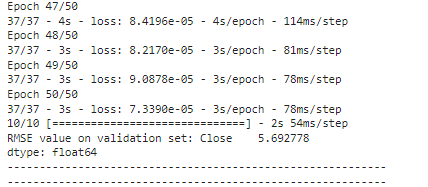 Epoch 47/50
37/37 - 4s - loss: 8.4196e-05 - 4s/epoch - 114ms/step
Epoch 48/50
37/37 - 3s - loss: 8.2170e-05 - 3s/epoch - 81ms/step
Epoch 49/50
37/37 - 3s - loss: 9.0878e-05 - 3s/epoch - 78ms/step
Epoch 50/50
37/37 - 3s - loss: 7.3390e-05 - 3s/epoch - 78ms/step
10/10 [==============================] - 2s 54ms/step
RMSE value on validation set: Close    5.692778
dtype: float64
----------------------------------------------------------
----------------------------------------------------------